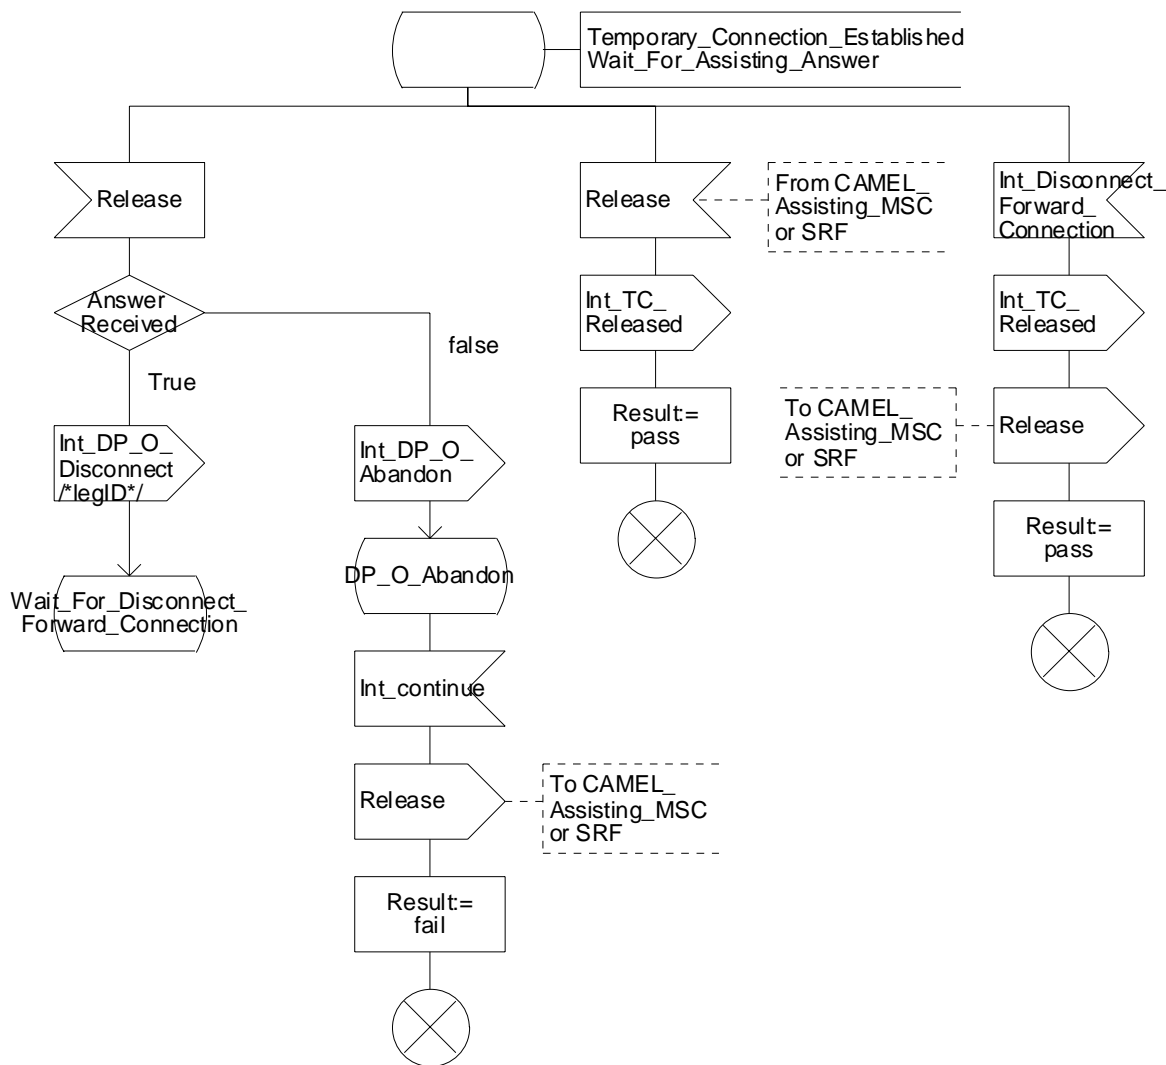 Temporary_Connection_Established
Wait_For_Assisting_Answer
Release
Release
From CAMEL_
Assisting_MSC
or SRF
Int_Disconnect_
Forward_
Connection
Answer
Received
false
True
Int_TC_
Released
Int_TC_
Released
Result:=
pass
To CAMEL_
Assisting_MSC
or SRF
Release
Int_DP_O_
Disconnect
/*legID*/
Int_DP_O_
Abandon
Result:=
pass
Wait_For_Disconnect_
Forward_Connection
DP_O_Abandon
Int_continue
Release
To CAMEL_
Assisting_MSC
or SRF
Result:=
fail